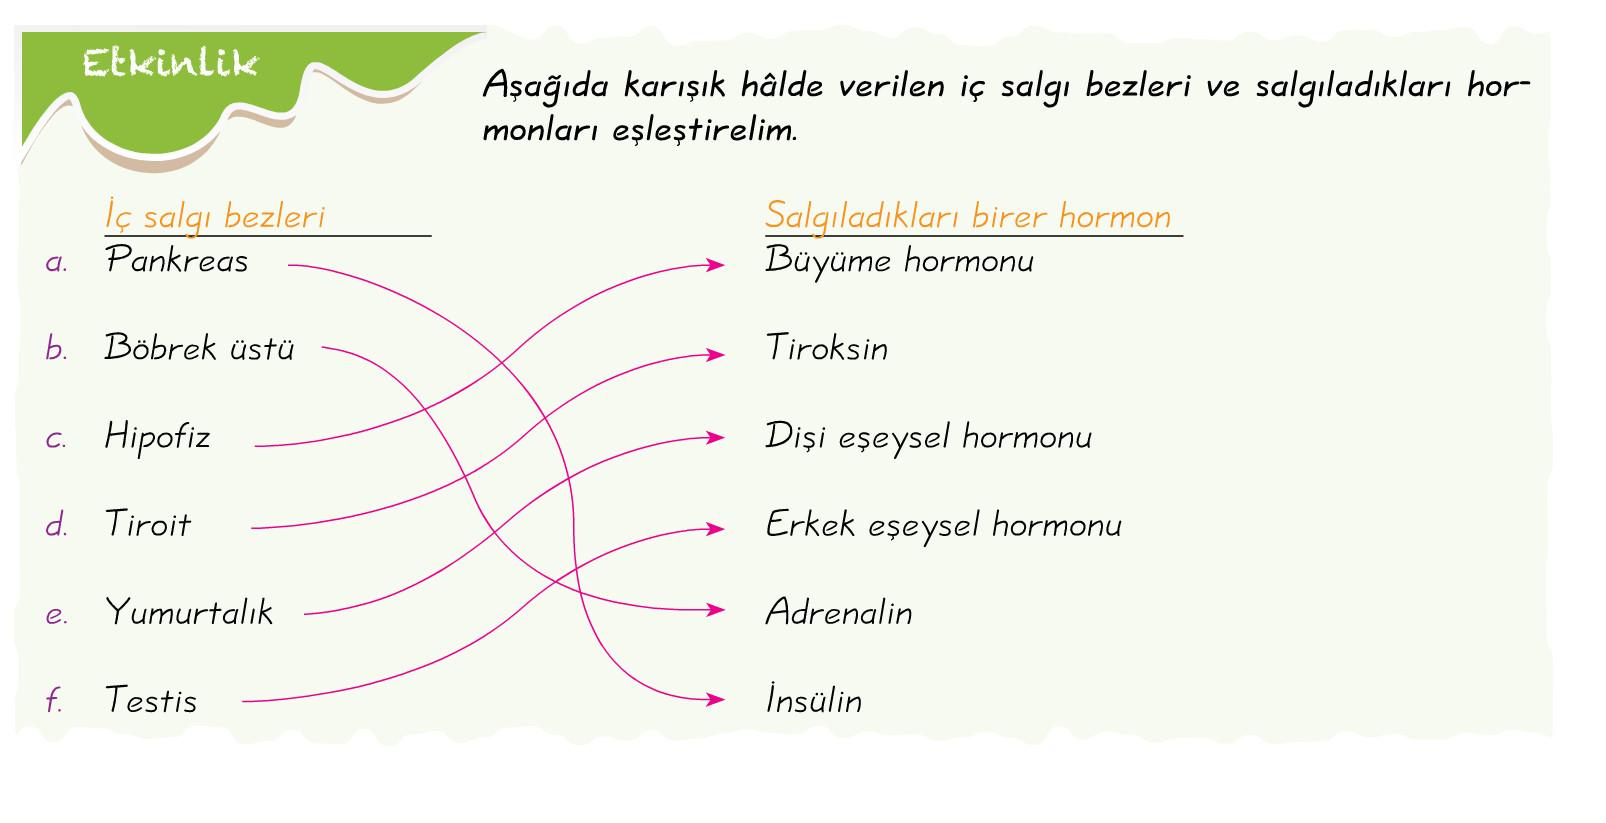 Etkinlik
Aşağıda karışık hâlde verilen iç salgı bezleri ve salgıladıkları hor-
monları eşleştirelim.
İç salgı bezleri
Salgıladıkları birer hormon
a. Pankreas
Büyüme hormonu
b. Böbrek üstü
Tiroksin
c. Hipofiz
Dişi eşeysel hormonu
d. Tiroit
Erkek eşeysel hormonu
e. Yumurtalık
Adrenalin
f. Testis
İnsülin